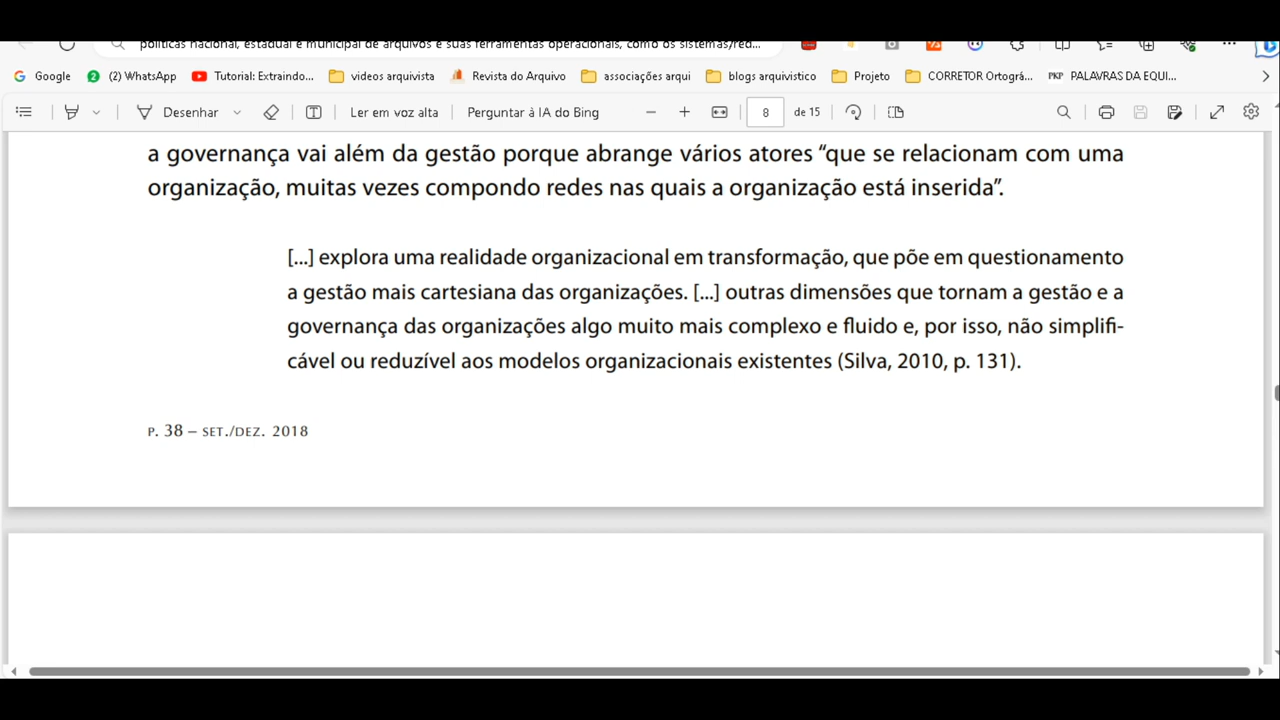 políticas nacional, estadual e municipal de arquivos e suas ferramentas operacionais, como os sistemas/red...
Google (2) WhatsApp Tutorial: Extraindo... videos arquivista Revista do Arquivo associações arqui blogs arquivistico Projeto CORRETOR Ortográ... PKP PALAVRAS DA EQUI...
Desenhar Ler em voz alta Perguntar à IA do Bing 8 de 15
a governança vai além da gestão porque abrange vários atores “que se relacionam com uma
organização, muitas vezes compondo redes nas quais a organização está inserida”.
[...] explora uma realidade organizacional em transformação, que põe em questionamento
a gestão mais cartesiana das organizações. [...] outras dimensões que tornam a gestão e a
governança das organizações algo muito mais complexo e fluido e, por isso, não simplifi-
cável ou reduzível aos modelos organizacionais existentes (Silva, 2010, p. 131).
P. 38 – SET./DEZ. 2018